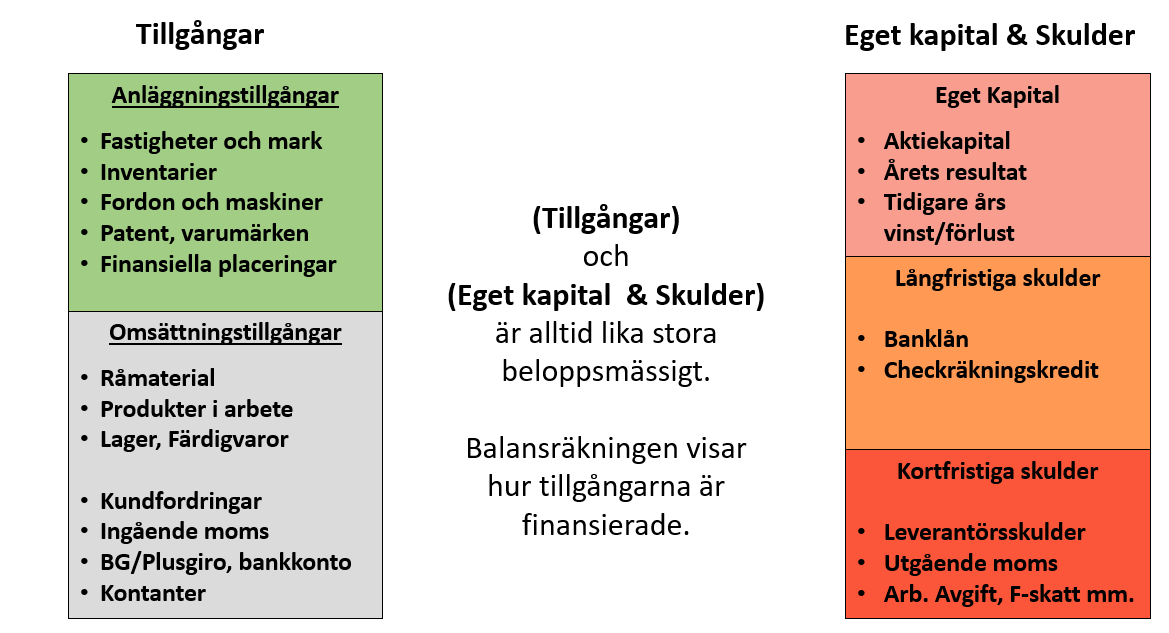 Tillgångar
Anläggningstillgångar
• Fastigheter och mark
• Inventarier
• Fordon och maskiner
• Patent, varumärken
• Finansiella placeringar
Omsättningstillgångar
• Råmaterial
• Produkter i arbete
• Lager, Färdigvaror
• Kundfordringar
• Ingående moms
• BG/Plusgiro, bankkonto
• Kontanter
(Tillgångar)
och
(Eget kapital & Skulder)
är alltid lika stora
beloppsmässigt.
Balansräkningen visar
hur tillgångarna är
finansierade.
Eget kapital & Skulder
Eget Kapital
• Aktiekapital
• Årets resultat
• Tidigare års
vinst/förlust
Långfristiga skulder
• Banklån
• Checkräkningskredit
Kortfristiga skulder
• Leverantörsskulder
• Utgående moms
• Arb. Avgift, F-skatt mm.